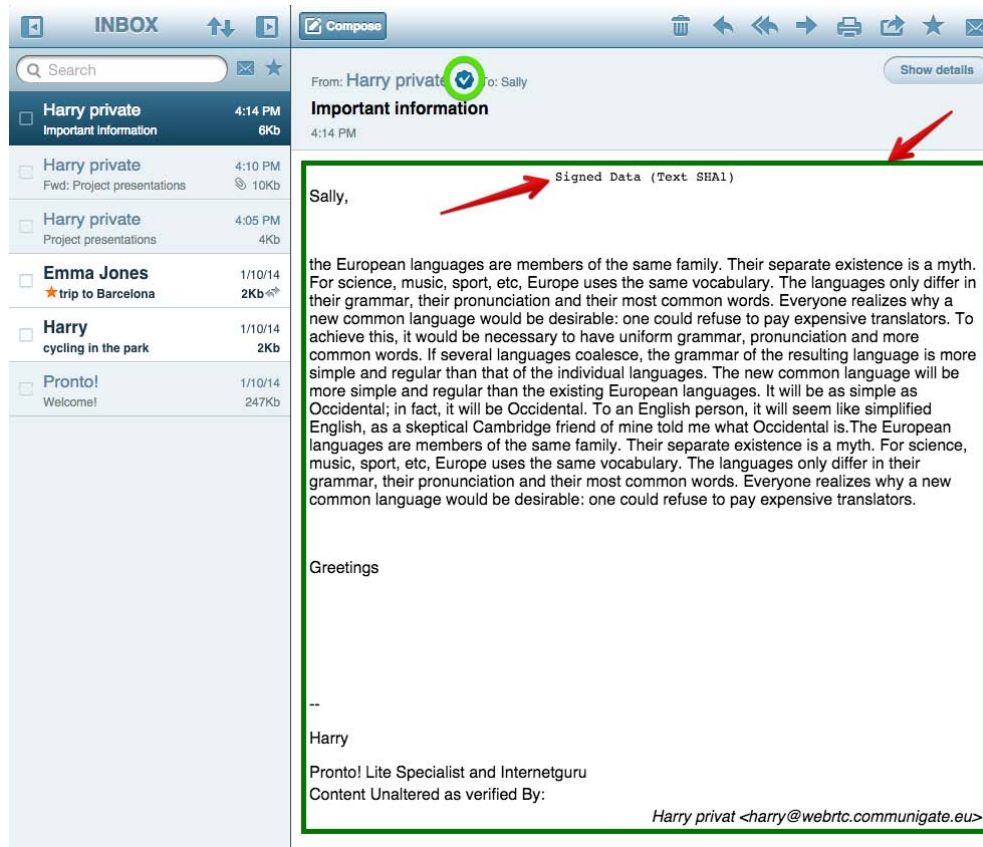 INBOX
Compose
Search
Harry private 4:14 PM
Important information 6Kb
Harry private 4:10 PM
Fwd: Project presentations 10Kb
Harry private 4:05 PM
Project presentations 4Kb
Emma Jones 1/10/14
trip to Barcelona 2Kb
Harry 1/10/14
cycling in the park 2Kb
Pronto! 1/10/14
Welcome! 247Kb
From: Harry private To: Sally
Show details
Important information
4:14 PM
Signed Data (Text SHA1)
Sally,
the European languages are members of the same family. Their separate existence is a myth.
For science, music, sport, etc, Europe uses the same vocabulary. The languages only differ in
their grammar, their pronunciation and their most common words. Everyone realizes why a
new common language would be desirable: one could refuse to pay expensive translators. To
achieve this, it would be necessary to have uniform grammar, pronunciation and more
common words. If several languages coalesce, the grammar of the resulting language is more
simple and regular than that of the individual languages. The new common language will be
more simple and regular than the existing European languages. It will be as simple as
Occidental; in fact, it will be Occidental. To an English person, it will seem like simplified
English, as a skeptical Cambridge friend of mine told me what Occidental is.The European
languages are members of the same family. Their separate existence is a myth. For science,
music, sport, etc, Europe uses the same vocabulary. The languages only differ in their
grammar, their pronunciation and their most common words. Everyone realizes why a new
common language would be desirable: one could refuse to pay expensive translators.
Greetings
--
Harry
Pronto! Lite Specialist and Internetguru
Content Unaltered as verified By:
Harry privat <harry@webrtc.communigate.eu>